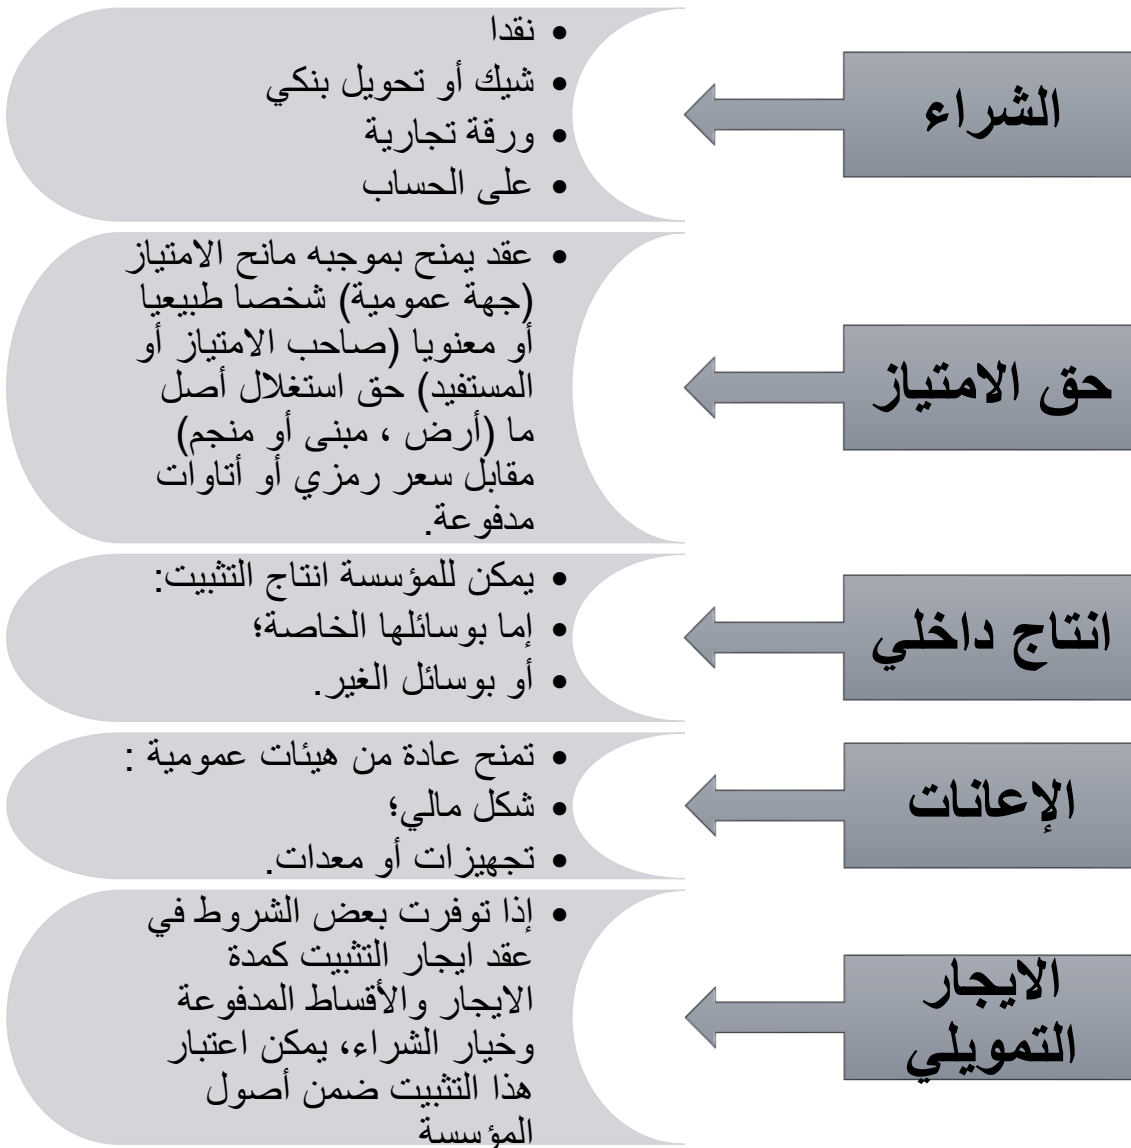 الشراء
• نقدا
• شيك أو تحويل بنكي
• ورقة تجارية
• على الحساب
حق الامتياز
• عقد يمنح بموجبه مانح الامتياز
(جهة عمومية) شخصا طبيعيا
أو معنويا (صاحب الامتياز أو
المستفيد) حق استغلال أصل
ما (أرض ، مبنى أو منجم)
مقابل سعر رمزي أو أتاوات
مدفوعة.
انتاج داخلي
• يمكن للمؤسسة انتاج التثبيت:
• إما بوسائلها الخاصة؛
• أو بوسائل الغير.
الإعانات
• تمنح عادة من هيئات عمومية :
• شكل مالي؛
• تجهيزات أو معدات.
الايجار
التمويلي
• إذا توفرت بعض الشروط في
عقد ايجار التثبيت كمدة
الايجار والأقساط المدفوعة
وخيار الشراء، يمكن اعتبار
هذا التثبيت ضمن أصول
المؤسسة